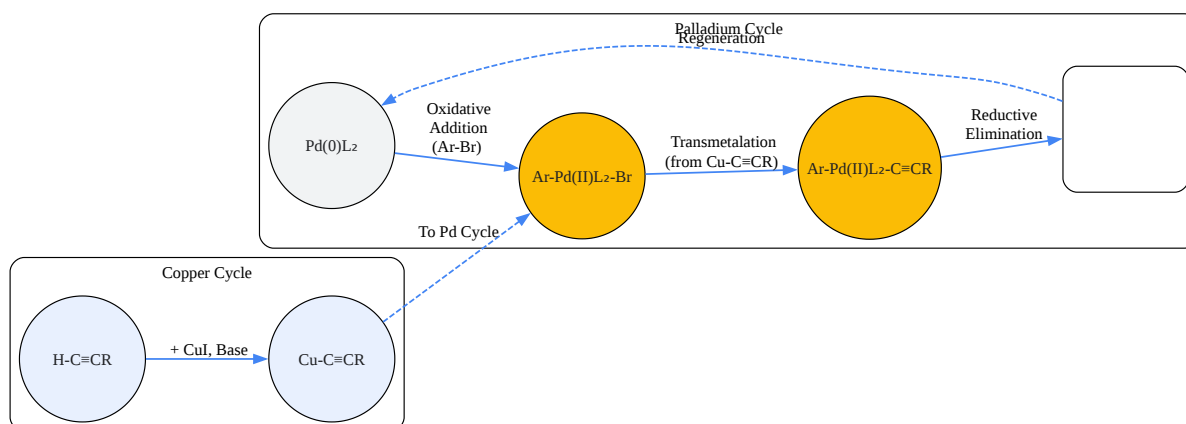 Palladium Cycle
Regeneration
Pd(0)L₂
Oxidative
Addition
(Ar-Br)
Ar-Pd(II)L₂-Br
Transmetalation
(from Cu-C≡CR)
Ar-Pd(II)L₂-C≡CR
Reductive
Elimination
To Pd Cycle
Copper Cycle
H-C≡CR
+ CuI, Base
Cu-C≡CR